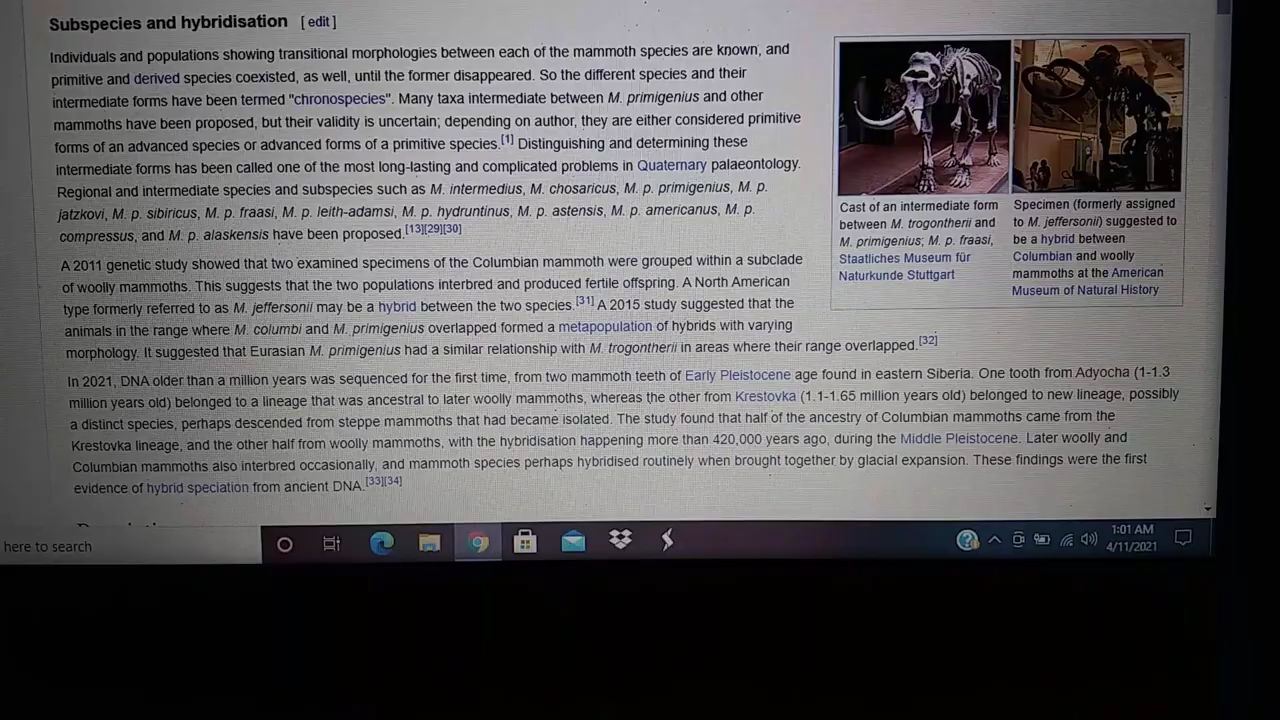 Subspecies and hybridisation [ edit ]
Individuals and populations showing transitional morphologies between each of the mammoth species are known, and
primitive and derived species coexisted, as well, until the former disappeared. So the different species and their
intermediate forms have been termed "chronospecies". Many taxa intermediate between M. primigenius and other
mammoths have been proposed, but their validity is uncertain; depending on author, they are either considered primitive
forms of an advanced species or advanced forms of a primitive species.[1] Distinguishing and determining these
intermediate forms has been called one of the most long-lasting and complicated problems in Quaternary palaeontology.
Regional and intermediate species and subspecies such as M. intermedius, M. chosaricus, M. p. primigenius, M. p.
jatzkovi, M. p. sibiricus, M. p. fraasi, M. p. leith-adamsi, M. p. hydruntinus, M. p. astensis, M. p. americanus, M. p.
compressus, and M. p. alaskensis have been proposed.[13][29][30]
A 2011 genetic study showed that two examined specimens of the Columbian mammoth were grouped within a subclade
of woolly mammoths. This suggests that the two populations interbred and produced fertile offspring. A North American
type formerly referred to as M. jeffersonii may be a hybrid between the two species.[31] A 2015 study suggested that the
animals in the range where M. columbi and M. primigenius overlapped formed a metapopulation of hybrids with varying
morphology. It suggested that Eurasian M. primigenius had a similar relationship with M. trogontherii in areas where their range overlapped.[32]
Cast of an intermediate form
between M. trogontherii and
M. primigenius; M. p. fraasi,
Staatliches Museum für
Naturkunde Stuttgart
Specimen (formerly assigned
to M. jeffersonii) suggested to
be a hybrid between
Columbian and woolly
mammoths at the American
Museum of Natural History
In 2021, DNA older than a million years was sequenced for the first time, from two mammoth teeth of Early Pleistocene age found in eastern Siberia. One tooth from Adyocha (1-1.3
million years old) belonged to a lineage that was ancestral to later woolly mammoths, whereas the other from Krestovka (1.1-1.65 million years old) belonged to new lineage, possibly
a distinct species, perhaps descended from steppe mammoths that had became isolated. The study found that half of the ancestry of Columbian mammoths came from the
Krestovka lineage, and the other half from woolly mammoths, with the hybridisation happening more than 420,000 years ago, during the Middle Pleistocene. Later woolly and
Columbian mammoths also interbred occasionally, and mammoth species perhaps hybridised routinely when brought together by glacial expansion. These findings were the first
evidence of hybrid speciation from ancient DNA.[33][34]
here to search
1:01 AM
4/11/2021